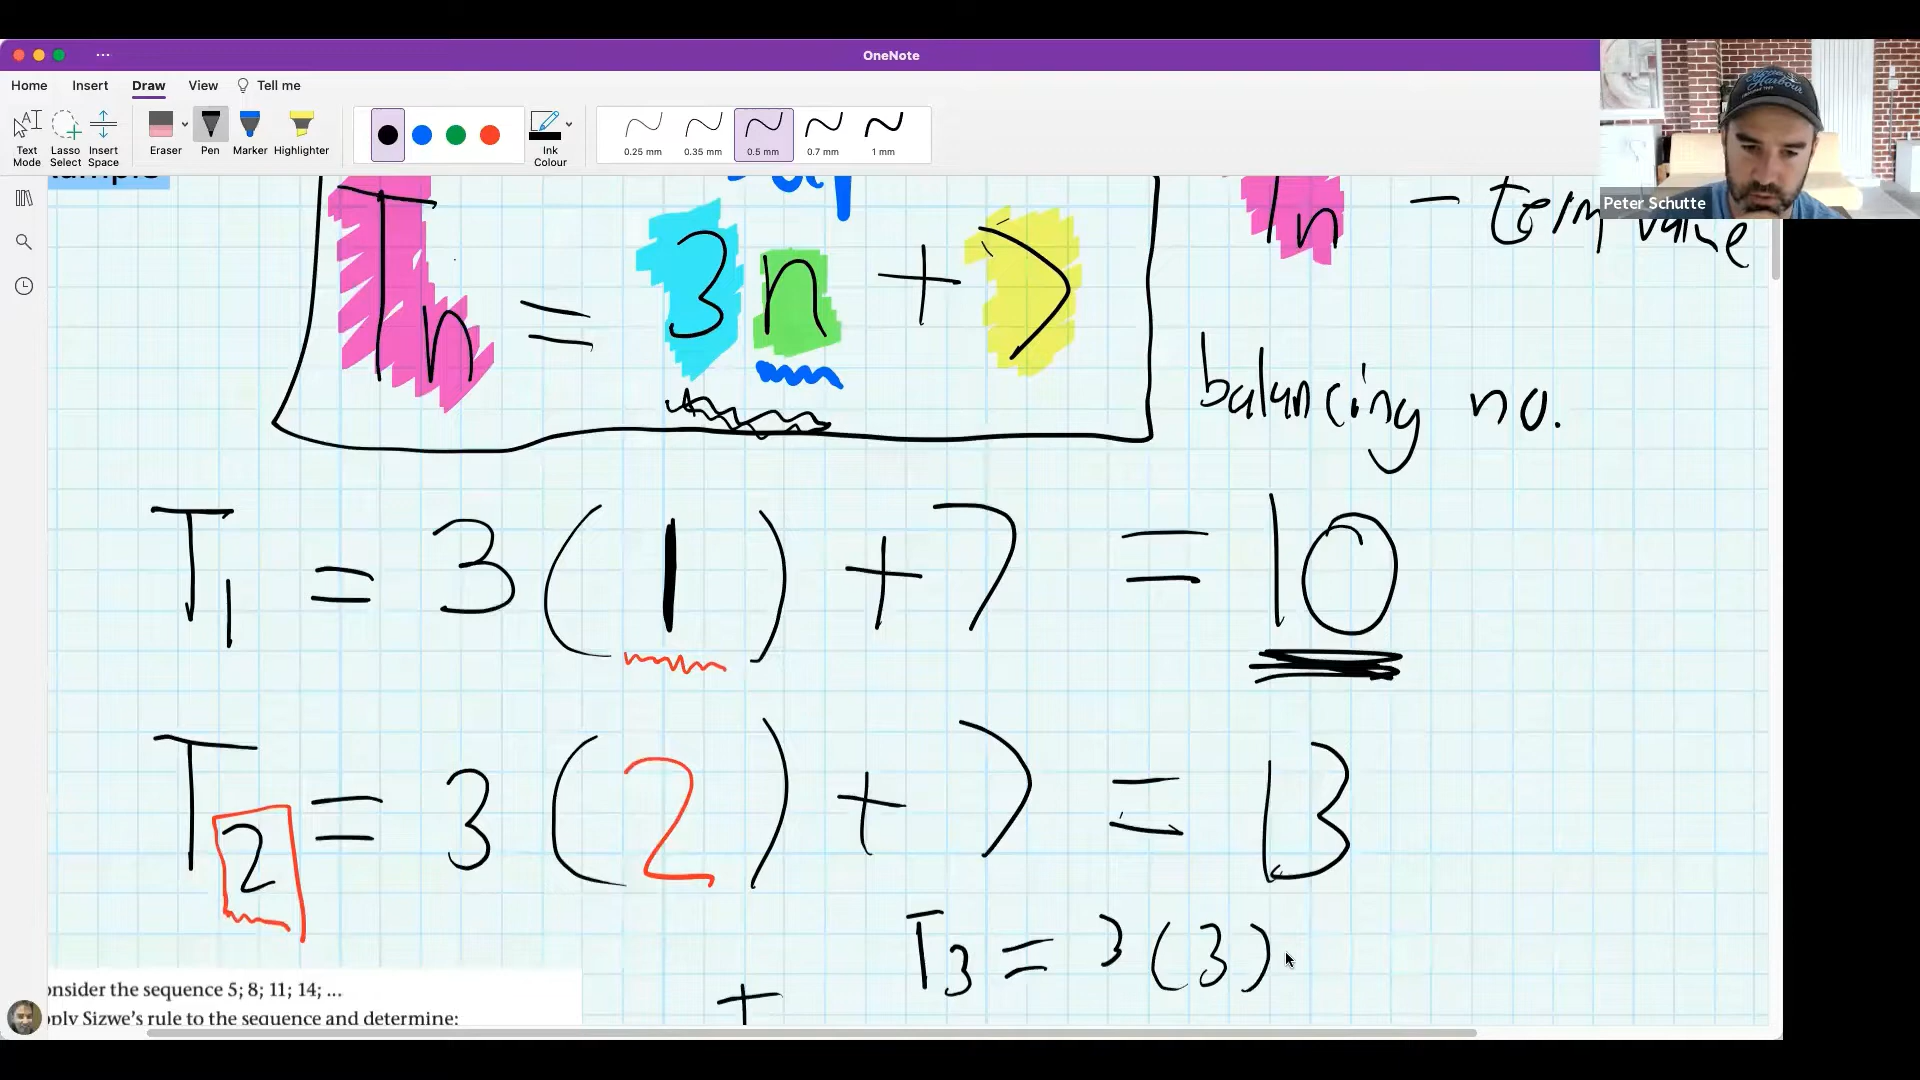 OneNote
Home Insert Draw View Tell me
Text Mode
Lasso Select
Insert Space
Eraser
Pen
Marker
Highlighter
Ink Colour
0.25 mm
0.35 mm
0.5 mm
0.7 mm
1 mm
Peter Schutte
Tn = 3n + 7
Tn - term value
balancing no.
T1 = 3(1) + 7 = 10
T2 = 3(2) + 7 = 13
T3 = 3(3)
+
onsider the sequence 5; 8; 11; 14; ...
pply Sizwe's rule to the sequence and determine: